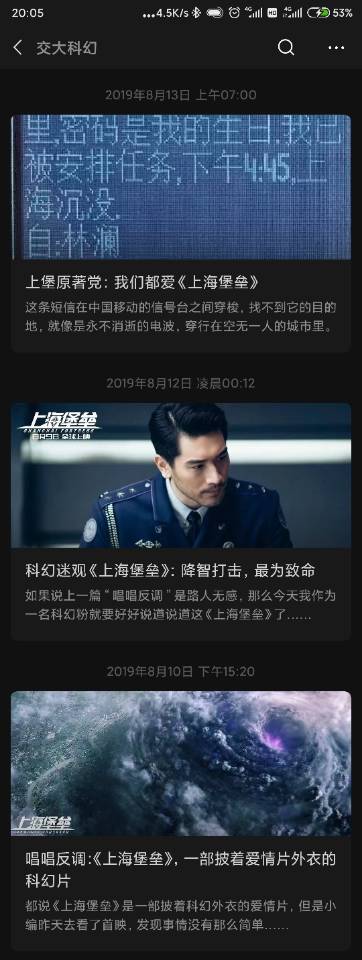 20:05
...4.5K/s
4G
HD
4G
53%
交大科幻
2019年8月13日 上午07:00
里,密码是我的生日,我已
被安排任务,下午4:45,上
海沉没.
自:林澜
上堡原著党：我们都爱《上海堡垒》
这条短信在中国移动的信号台之间穿梭，找不到它的目的
地，就像是永不消逝的电波，穿行在空无一人的城市里。
2019年8月12日 凌晨00:12
上海堡垒
SHANGHAI FORTRESS
8月9日 全球上映
科幻迷观《上海堡垒》：降智打击，最为致命
如果说上一篇“唱唱反调”是路人无感，那么今天我作为
一名科幻粉就要好好说道说道这《上海堡垒》了......
2019年8月10日 下午15:20
上海堡垒
唱唱反调:《上海堡垒》，一部披着爱情片外衣的
科幻片
都说《上海堡垒》是一部披着科幻外衣的爱情片，但是小
编昨天去看了首映，发现事情没有那么简单......